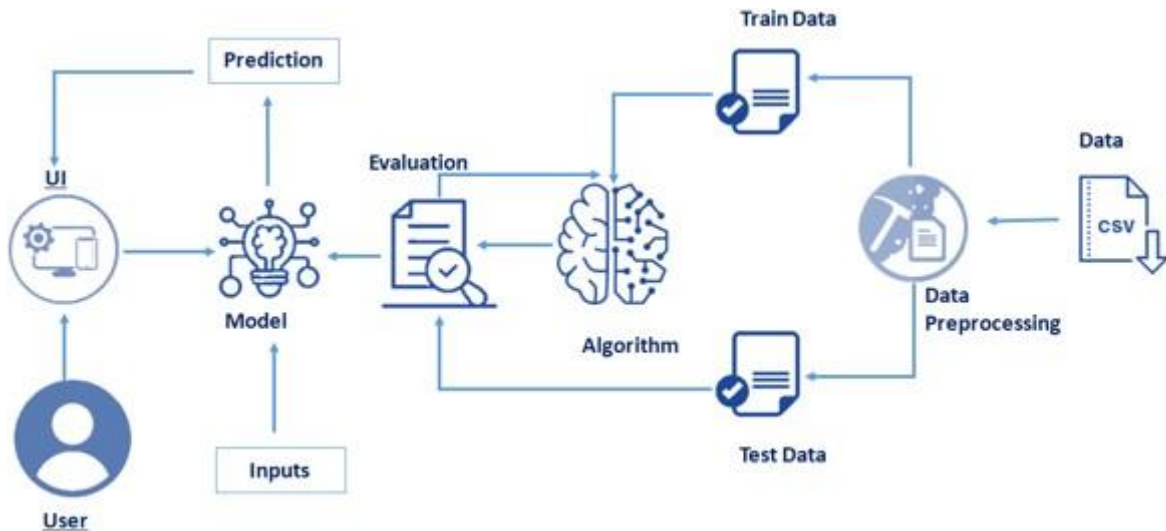 Train Data
Prediction
Evaluation
Data
UI
CSV
Model
Data
Preprocessing
Algorithm
Inputs
Test Data
User